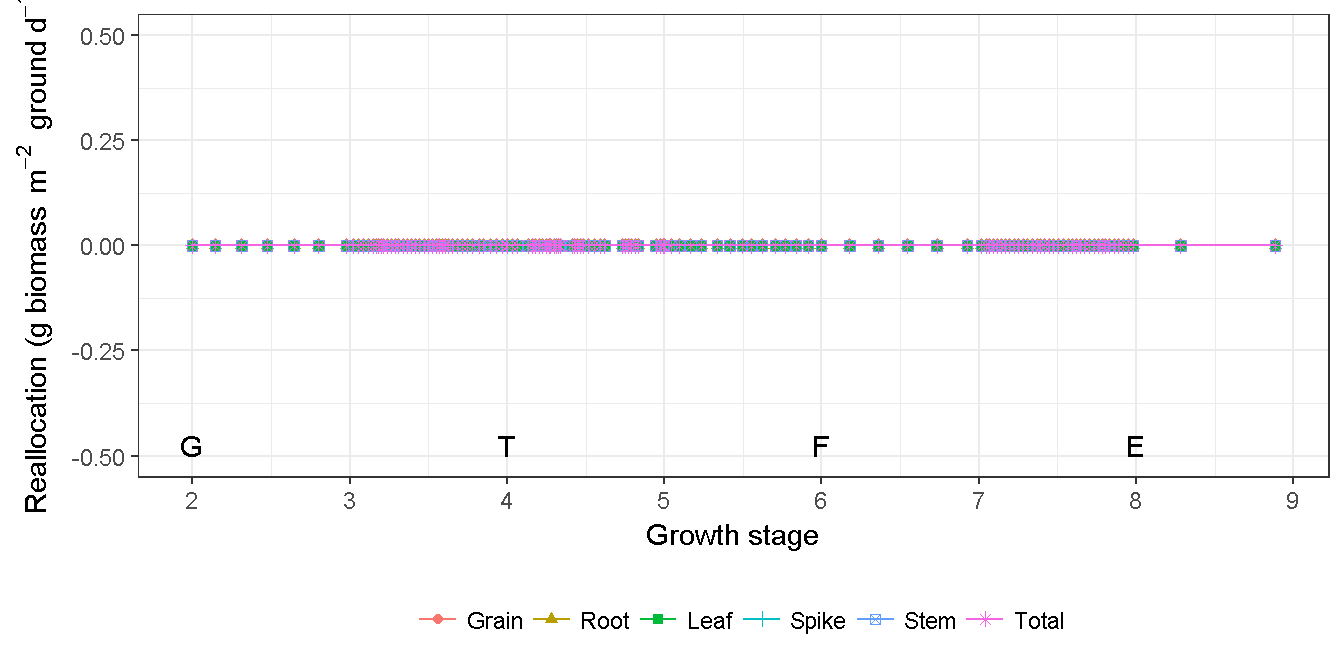 Reallocation (g biomass m⁻² ground d⁻
0.50
0.25
0.00
-0.25
-0.50
G T F E
2 3 4 5 6 7 8 9
Growth stage
Grain Root Leaf Spike Stem Total